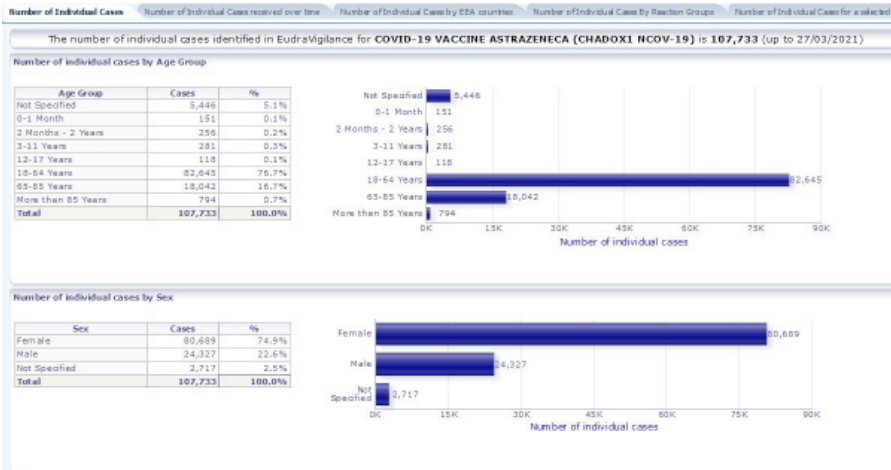 Number of Individual Cases
Number of Individual Cases received over time
Number of Individual Cases by EEA countries
Number of Individual Cases By Reaction Groups
Number of Individual Cases for a selected
The number of individual cases identified in EudraVigilance for COVID-19 VACCINE ASTRAZENECA (CHADOX1 NCOV-19) is 107,733 (up to 27/03/2021)
Number of individual cases by Age Group
Age Group Cases %
Not Specified 5,446 5.1%
0-1 Month 151 0.1%
2 Months - 2 Years 256 0.2%
3-11 Years 281 0.3%
12-17 Years 118 0.1%
18-64 Years 82,645 76.7%
65-85 Years 18,042 16.7%
More than 85 Years 794 0.7%
Total 107,733 100.0%
Not Specified 5,446
0-1 Month 151
2 Months - 2 Years 256
3-11 Years 281
12-17 Years 118
18-64 Years 82,645
65-85 Years 18,042
More than 85 Years 794
0K 15K 30K 45K 60K 75K 90K
Number of individual cases
Number of individual cases by Sex
Sex Cases %
Female 80,689 74.9%
Male 24,327 22.6%
Not Specified 2,717 2.5%
Total 107,733 100.0%
Female 80,689
Male 24,327
Not Specified 2,717
0K 15K 30K 45K 60K 75K 90K
Number of individual cases